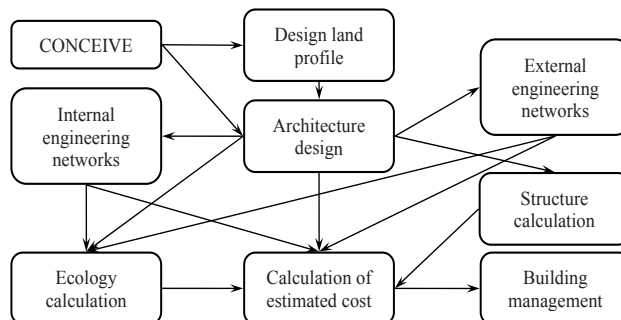 CONCEIVE
Design land
profile
External
engineering
networks
Internal
engineering
networks
Architecture
design
Structure
calculation
Ecology
calculation
Calculation of
estimated cost
Building
management